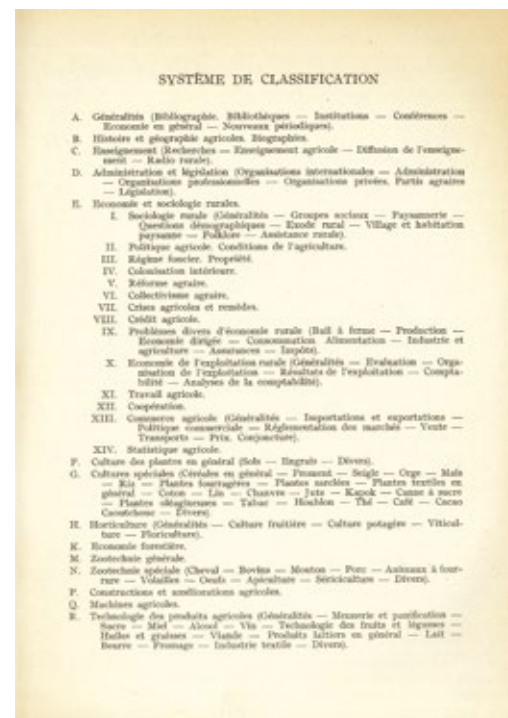 SYSTÈME DE CLASSIFICATION
A. Généralités (Bibliographie. Bibliothèques — Institutions — Conférences —
Economie en général — Nouveaux périodiques).
B. Histoire et géographie agricoles. Biographies.
C. Enseignement (Recherches — Enseignement agricole — Diffusion de l'enseigne-
ment — Radio rurale).
D. Administration et législation (Organisations internationales — Administration
— Organisations professionnelles — Organisations privées. Partis agraires
— Législation).
E. Economie et sociologie rurales.
I. Sociologie rurale (Généralités — Groupes sociaux — Paysannerie —
Questions démographiques — Exode rural — Village et habitation
paysanne — Folklore — Assistance rurale).
II. Politique agricole. Conditions de l'agriculture.
III. Régime foncier. Propriété.
IV. Colonisation intérieure.
V. Réforme agraire.
VI. Collectivisme agraire.
VII. Crises agricoles et remèdes.
VIII. Crédit agricole.
IX. Problèmes divers d'économie rurale (Bail à ferme — Production —
Economie dirigée — Consommation. Alimentation — Industrie et
agriculture — Assurances — Impôts).
X. Economie de l'exploitation rurale (Généralités — Evaluation — Orga-
nisation de l'exploitation — Résultats de l'exploitation — Compta-
bilité — Analyses de la comptabilité).
XI. Travail agricole.
XII. Coopération.
XIII. Commerce agricole (Généralités — Importations et exportations —
Politique commerciale — Réglementation des marchés — Vente —
Transports — Prix. Conjoncture).
XIV. Statistique agricole.
F. Culture des plantes en général (Sols — Engrais — Divers).
G. Cultures spéciales (Céréales en général — Froment — Seigle — Orge — Maïs
— Riz — Plantes fourragères — Plantes sarclées — Plantes textiles en
général — Coton — Lin — Chanvre — Jute — Kapok — Canne à sucre
— Plantes oléagineuses — Tabac — Houblon — Thé — Café — Cacao
Caoutchouc — Divers).
H. Horticulture (Généralités — Culture fruitière — Culture potagère — Viticul-
ture — Floriculture).
K. Economie forestière.
M. Zootechnie générale.
N. Zootechnie spéciale (Cheval — Bovins — Mouton — Porc — Animaux à four-
rure — Volailles — Oeufs — Apiculture — Sériciculture — Divers).
P. Constructions et améliorations agricoles.
Q. Machines agricoles.
R. Technologie des produits agricoles (Généralités — Meunerie et panification —
Sucre — Miel — Alcool — Vin — Technologie des fruits et légumes —
Huiles et graisses — Viande — Produits laitiers en général — Lait —
Beurre — Fromage — Industrie textile — Divers).